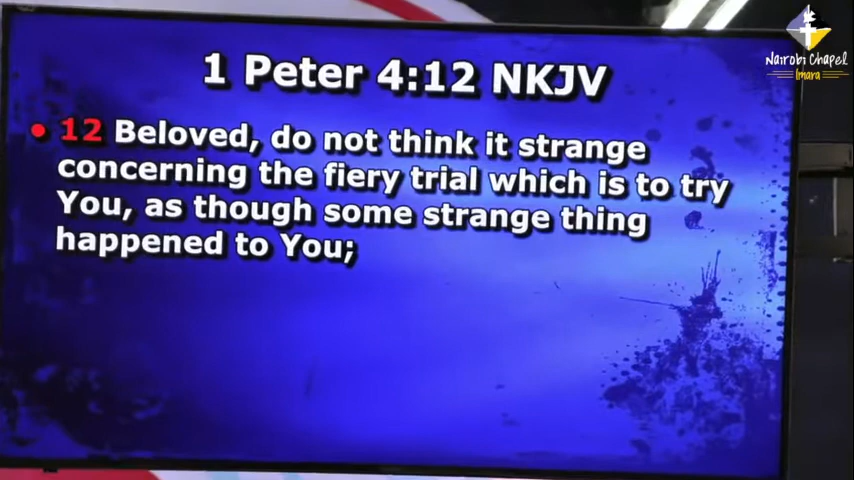 1 Peter 4:12 NKJV
• 12 Beloved, do not think it strange
concerning the fiery trial which is to try
You, as though some strange thing
happened to You;
Nairobi Chapel
Imara